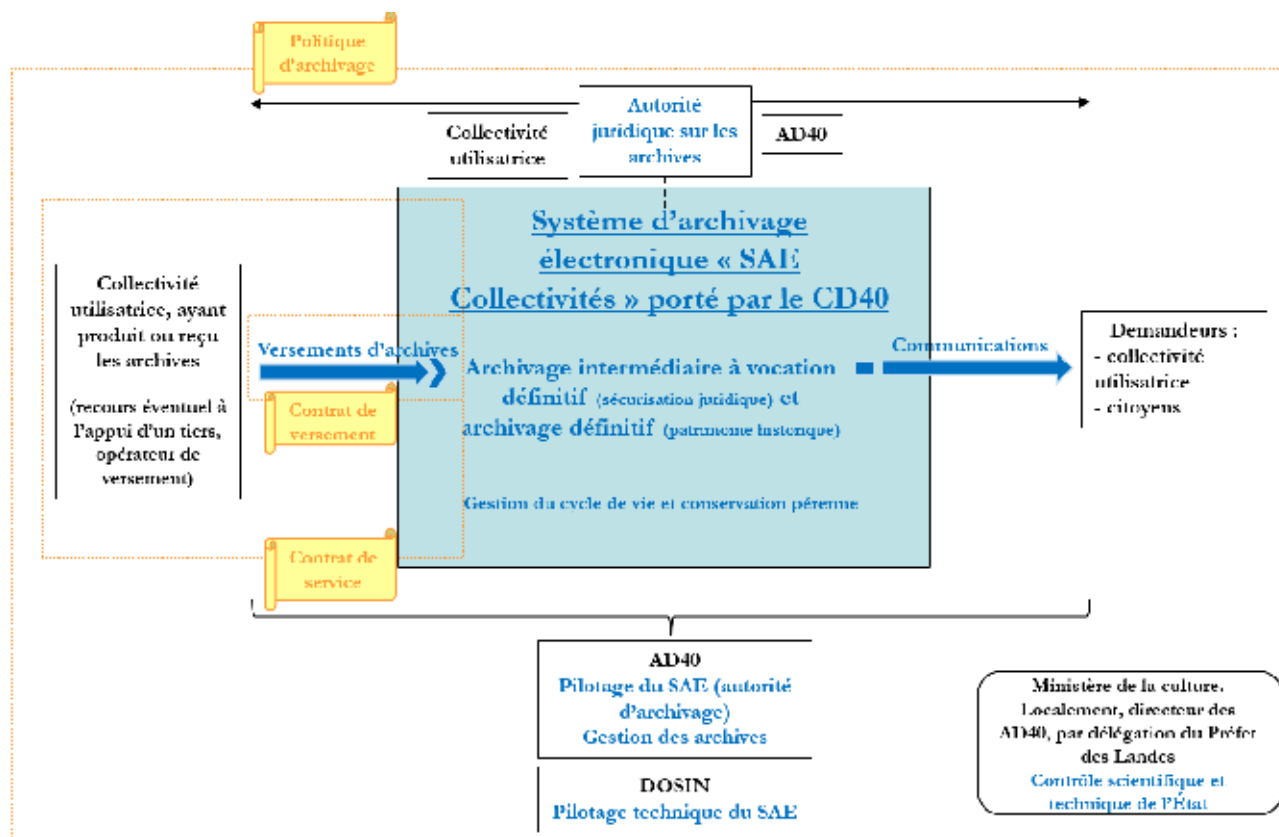 Politique
d'archivage
Autorité
juridique sur les
archives
Collectivité
utilisatrice
AD40
Système d'archivage
électronique « SAE
Collectivités » porté par le CD40
Collectivité
utilisatrice, ayant
produit ou reçu
les archives
(recours éventuel à
l'appui d'un tiers,
opérateur de
versement)
Versements d'archives
Contrat de
versement
Archivage intermédiaire à vocation
définitif (sécurisation juridique) et
archivage définitif (patrimoine historique)
Communications
Demandeurs :
- collectivité
utilisatrice
- citoyens
Gestion du cycle de vie et conservation pérenne
Contrat de
service
AD40
Pilotage du SAE (autorité
d'archivage)
Gestion des archives
DOSIN
Pilotage technique du SAE
Ministère de la culture.
Localement, directeur des
AD40, par délégation du Préfet
des Landes
Contrôle scientifique et
technique de l'État